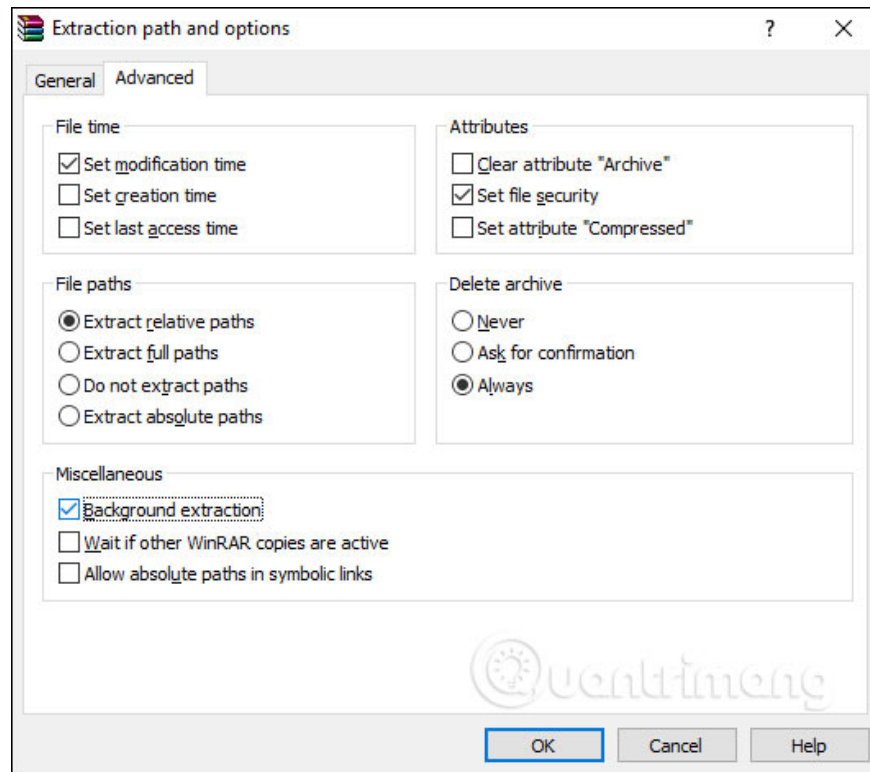 Extraction path and options
General Advanced
File time
Set modification time
Set creation time
Set last access time
Attributes
Clear attribute "Archive"
Set file security
Set attribute "Compressed"
File paths
Extract relative paths
Extract full paths
Do not extract paths
Extract absolute paths
Delete archive
Never
Ask for confirmation
Always
Miscellaneous
Background extraction
Wait if other WinRAR copies are active
Allow absolute paths in symbolic links
Quantrimang
OK Cancel Help